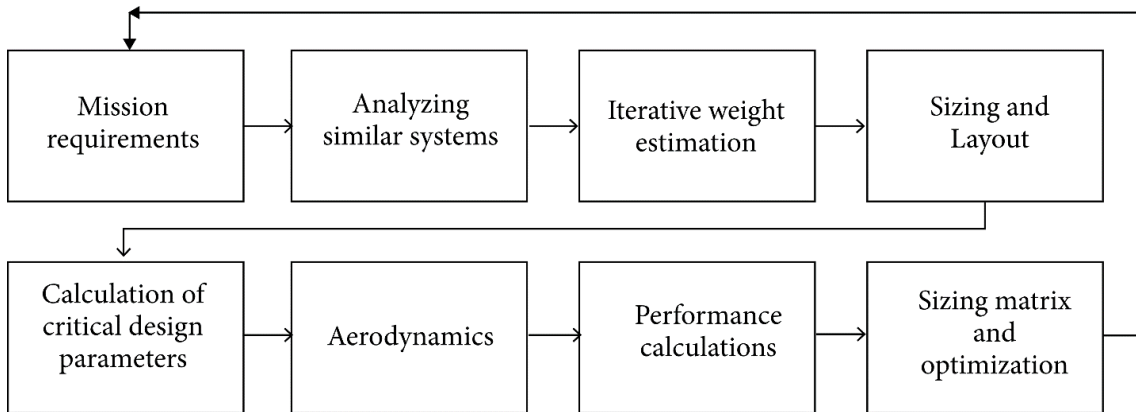 Mission
requirements
Analyzing
similar systems
Iterative weight
estimation
Sizing and
Layout
Calculation of
critical design
parameters
Aerodynamics
Performance
calculations
Sizing matrix
and
optimization